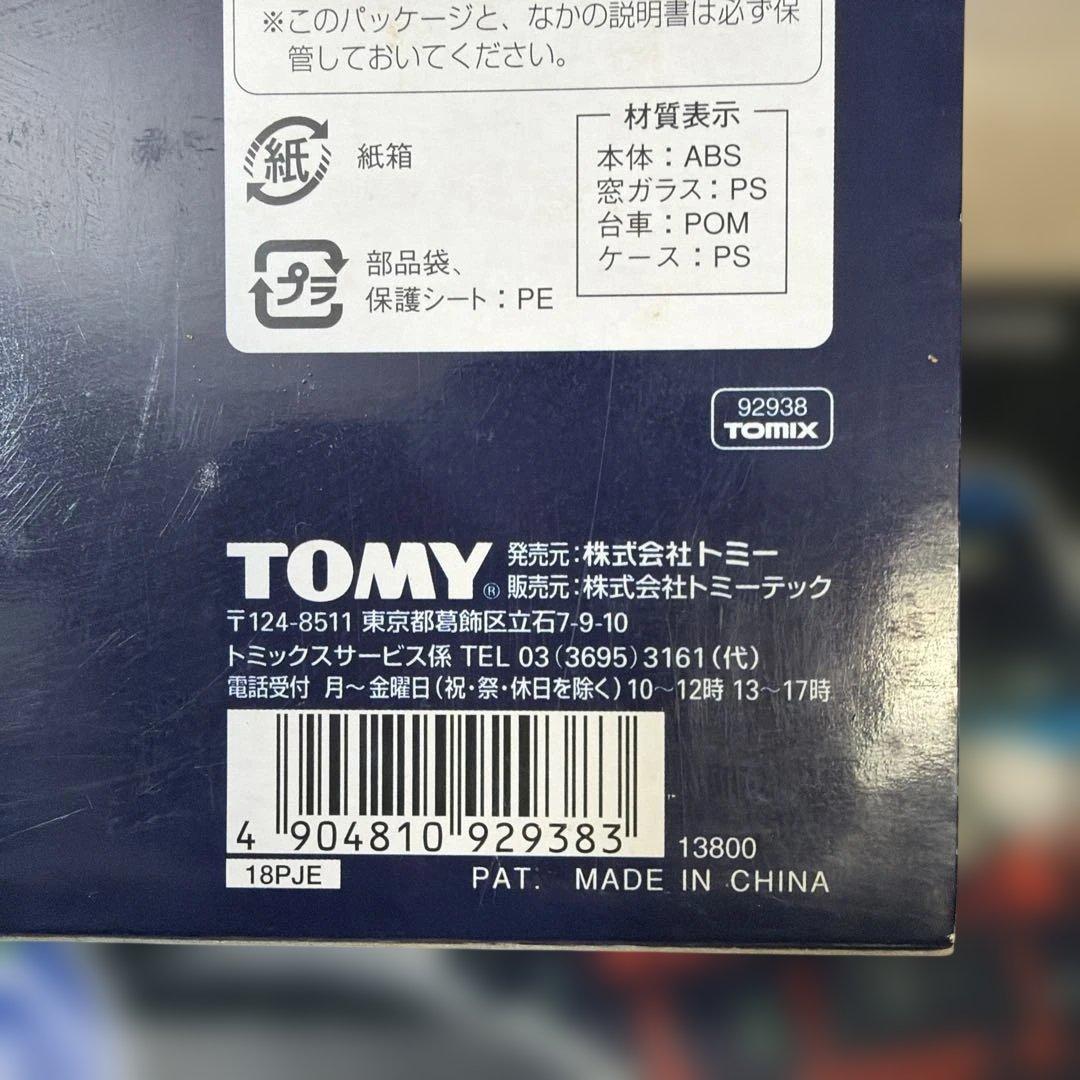 ※このパッケージと、なかの説明書は必ず保
管しておいてください。
紙 紙箱
プラ 部品袋、
保護シート：PE
材質表示
本体：ABS
窓ガラス：PS
台車：POM
ケース：PS
92938
TOMIX
TOMY® 発売元：株式会社トミー
販売元：株式会社トミーテック
〒124-8511 東京都葛飾区立石7-9-10
トミックスサービス係 TEL 03（3695）3161（代）
電話受付 月～金曜日（祝・祭・休日を除く）10～12時 13～17時
4 904810 929383
13800
18PJE
PAT. MADE IN CHINA